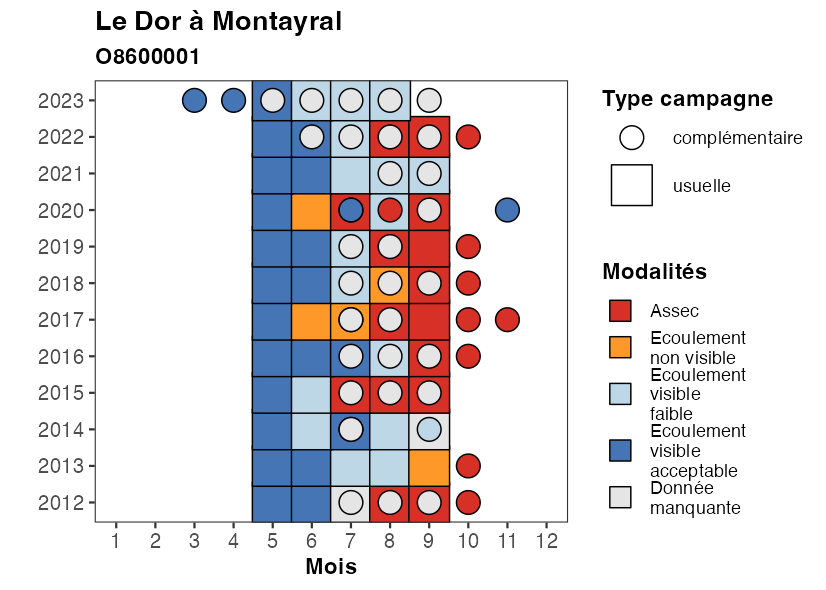 Le Dor à Montayral
O8600001
2023
2022
2021
2020
2019
2018
2017
2016
2015
2014
2013
2012
1 2 3 4 5 6 7 8 9 10 11 12
Mois
Type campagne
complémentaire
usuelle
Modalités
Assec
Ecoulement
non visible
Ecoulement
visible
faible
Ecoulement
visible
acceptable
Donnée
manquante